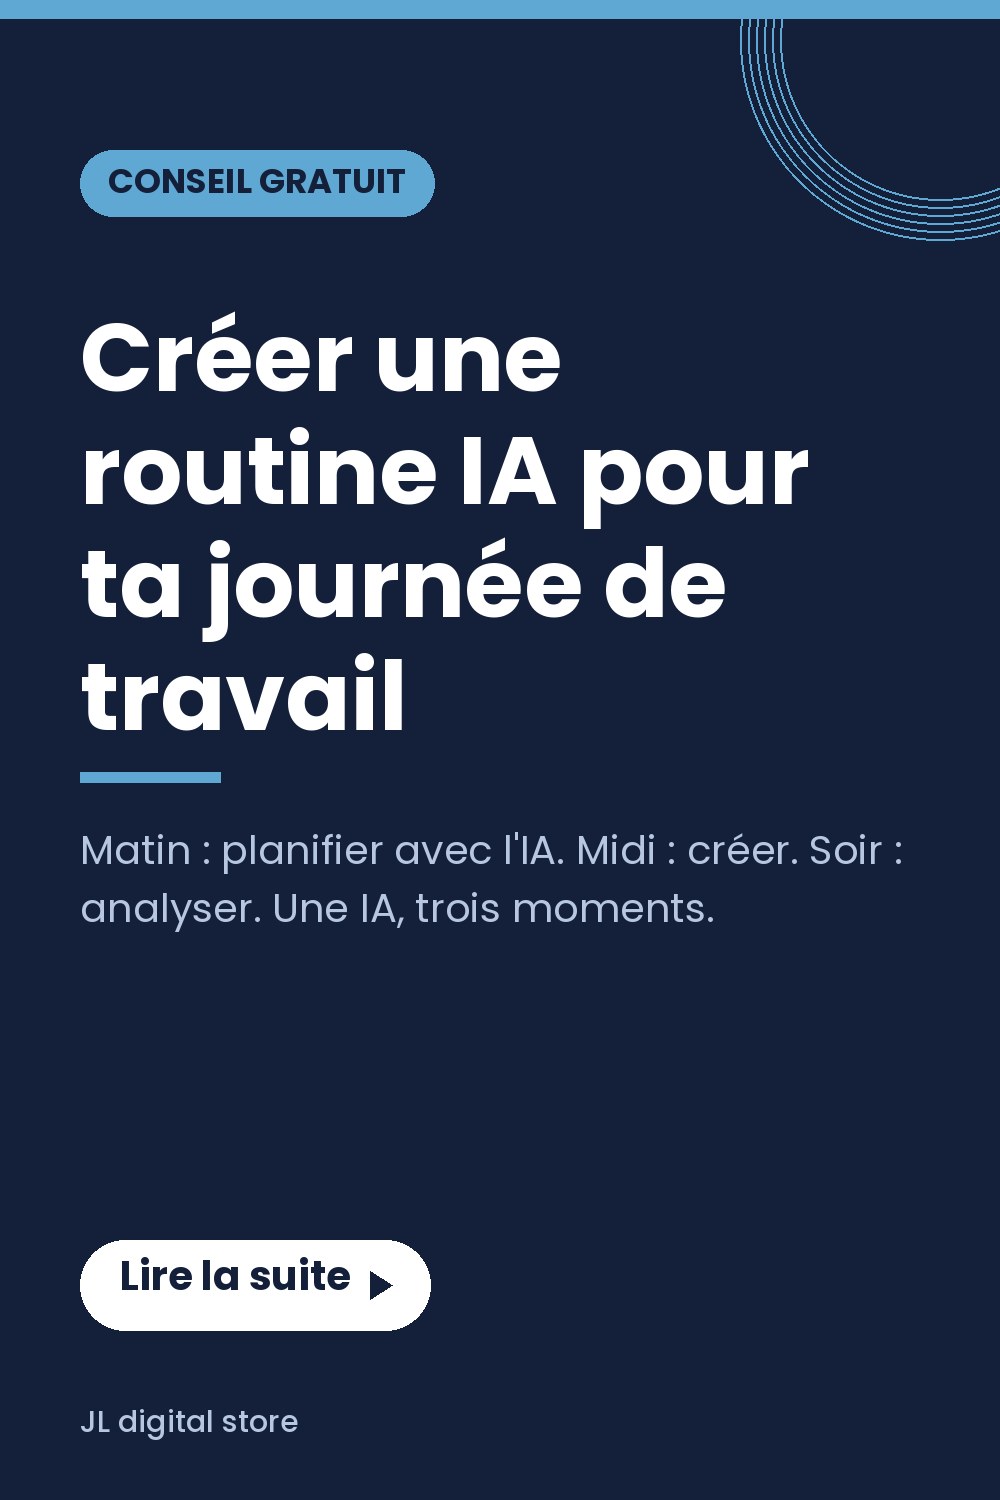 CONSEIL GRATUIT
Créer une
routine IA pour
ta journée de
travail
Matin : planifier avec l'IA. Midi : créer. Soir :
analyser. Une IA, trois moments.
Lire la suite
JL digital store